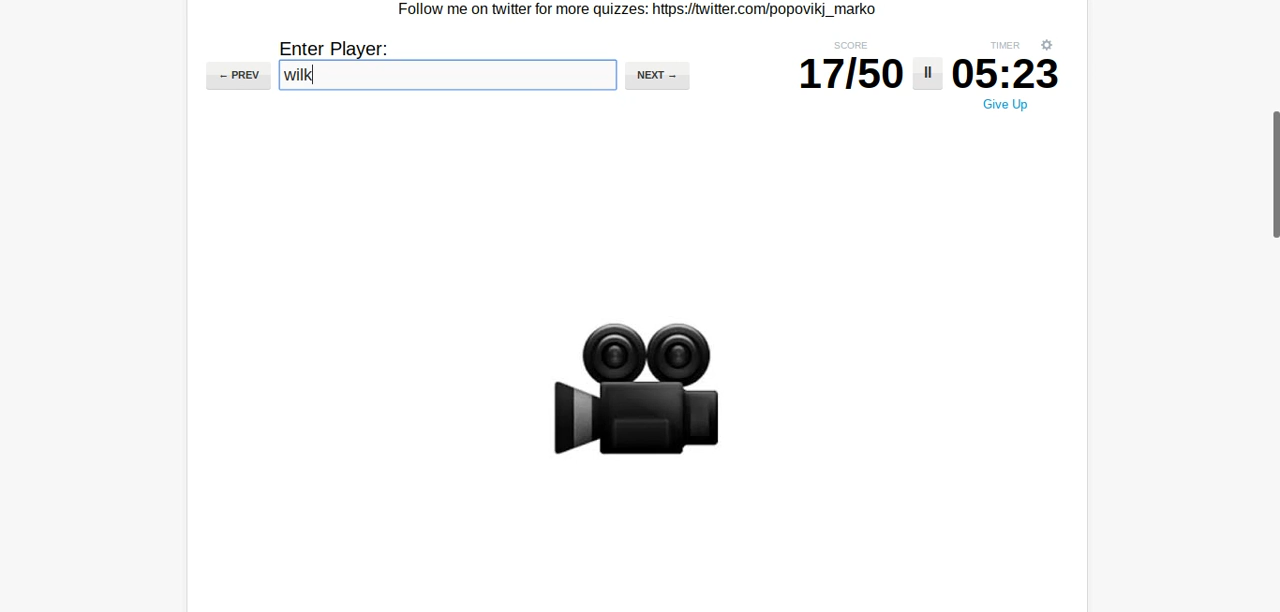 Follow me on twitter for more quizzes: https://twitter.com/popovikj_marko
Enter Player:
← PREV
wilk
NEXT →
SCORE
17/50
TIMER
05:23
Give Up